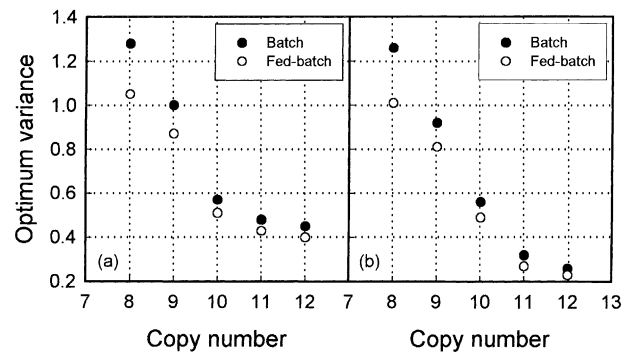 1.4
1.2
1.0
0.8
0.6
0.4
0.2
Optimum variance
Batch
Fed-batch
(a)
7 8 9 10 11 12
Copy number
Batch
Fed-batch
(b)
7 8 9 10 11 12 13
Copy number